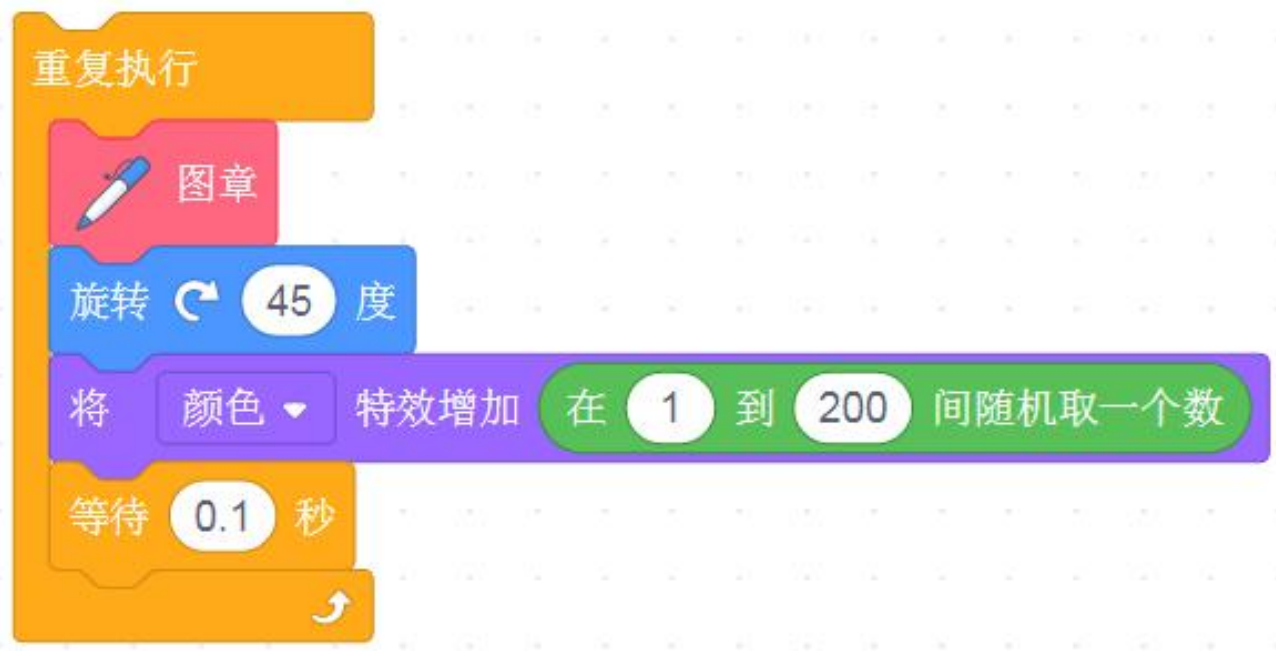 重复执行
图章
旋转 45 度
将 颜色 特效增加 在 1 到 200 间随机取一个数
等待 0.1 秒